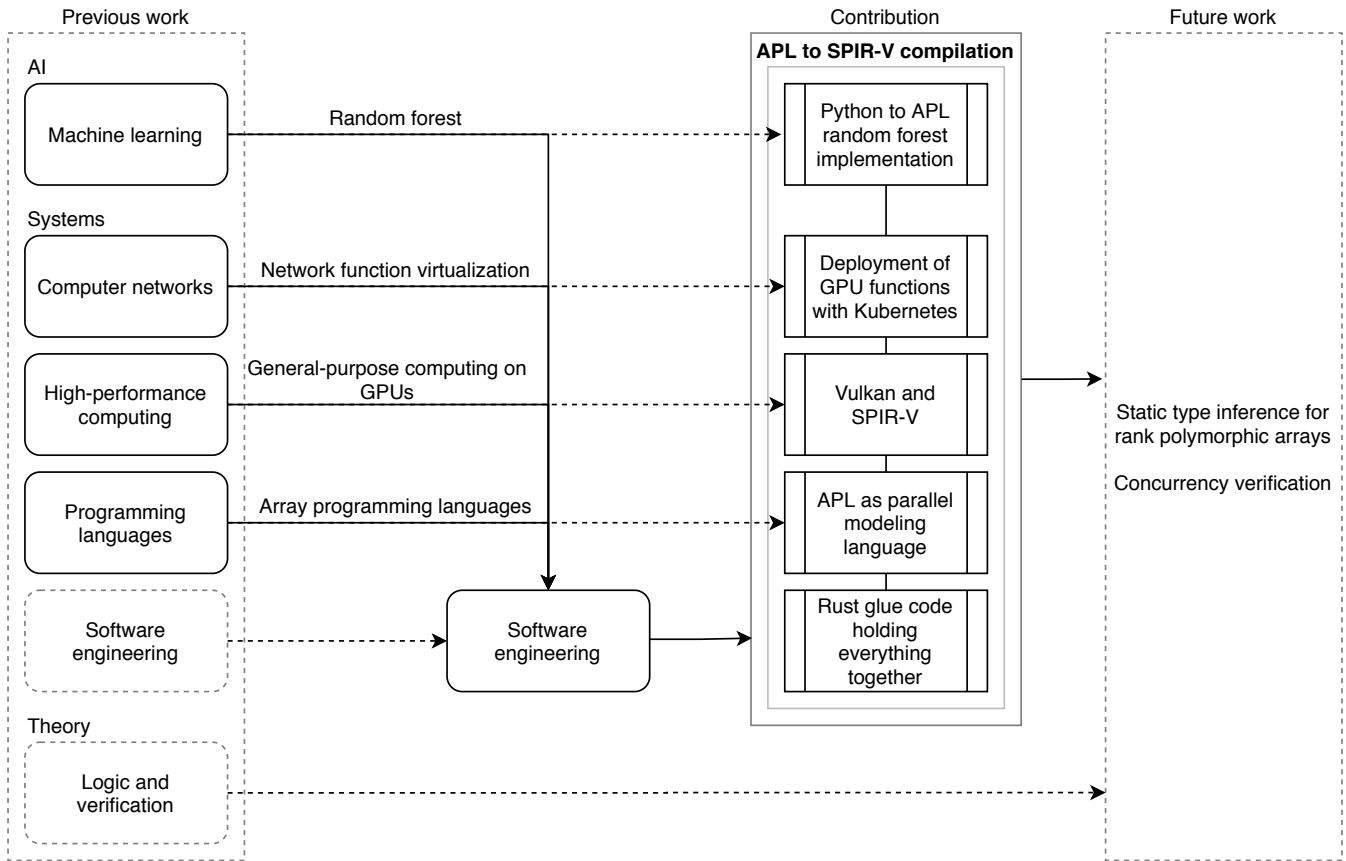 Previous work
Contribution
Future work
APL to SPIR-V compilation
AI
Machine learning
Random forest
Python to APL
random forest
implementation
Systems
Computer networks
Network function virtualization
Deployment of
GPU functions
with Kubernetes
High-performance
computing
General-purpose computing on
GPUs
Vulkan and
SPIR-V
Static type inference for
rank polymorphic arrays
Concurrency verification
Programming
languages
Array programming languages
APL as parallel
modeling
language
Software
engineering
Software
engineering
Rust glue code
holding
everything
together
Theory
Logic and
verification